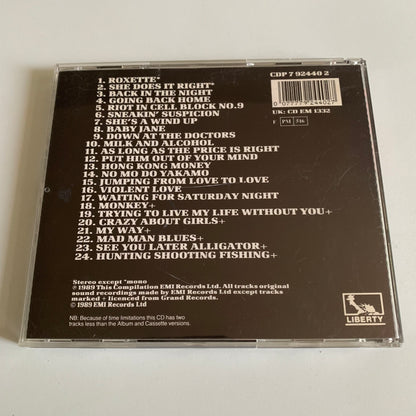 1. ROXETTE*
2. SHE DOES IT RIGHT*
3. BACK IN THE NIGHT
4. GOING BACK HOME
5. RIOT IN CELL BLOCK NO.9
6. SNEAKIN' SUSPICION
7. SHE'S A WIND UP
8. BABY JANE
9. DOWN AT THE DOCTORS
10. MILK AND ALCOHOL
11. AS LONG AS THE PRICE IS RIGHT
12. PUT HIM OUT OF YOUR MIND
13. HONG KONG MONEY
14. NO MO DO YAKAMO
15. JUMPING FROM LOVE TO LOVE
16. VIOLENT LOVE
17. WAITING FOR SATURDAY NIGHT
18. MONKEY+
19. TRYING TO LIVE MY LIFE WITHOUT YOU+
20. CRAZY ABOUT GIRLS+
21. MY WAY+
22. MAD MAN BLUES+
23. SEE YOU LATER ALLIGATOR+
24. HUNTING SHOOTING FISHING+
CDP 7 92440 2
0 077779 244027
UK: CD EM 1332
F PM 516
Stereo except *mono
℗ 1989 This Compilation EMI Records Ltd. All tracks original
sound recordings made by EMI Records Ltd except tracks
marked + licenced from Grand Records.
© 1989 EMI Records Ltd
NB: Because of time limitations this CD has two
tracks less than the Album and Cassette versions.
LIBERTY